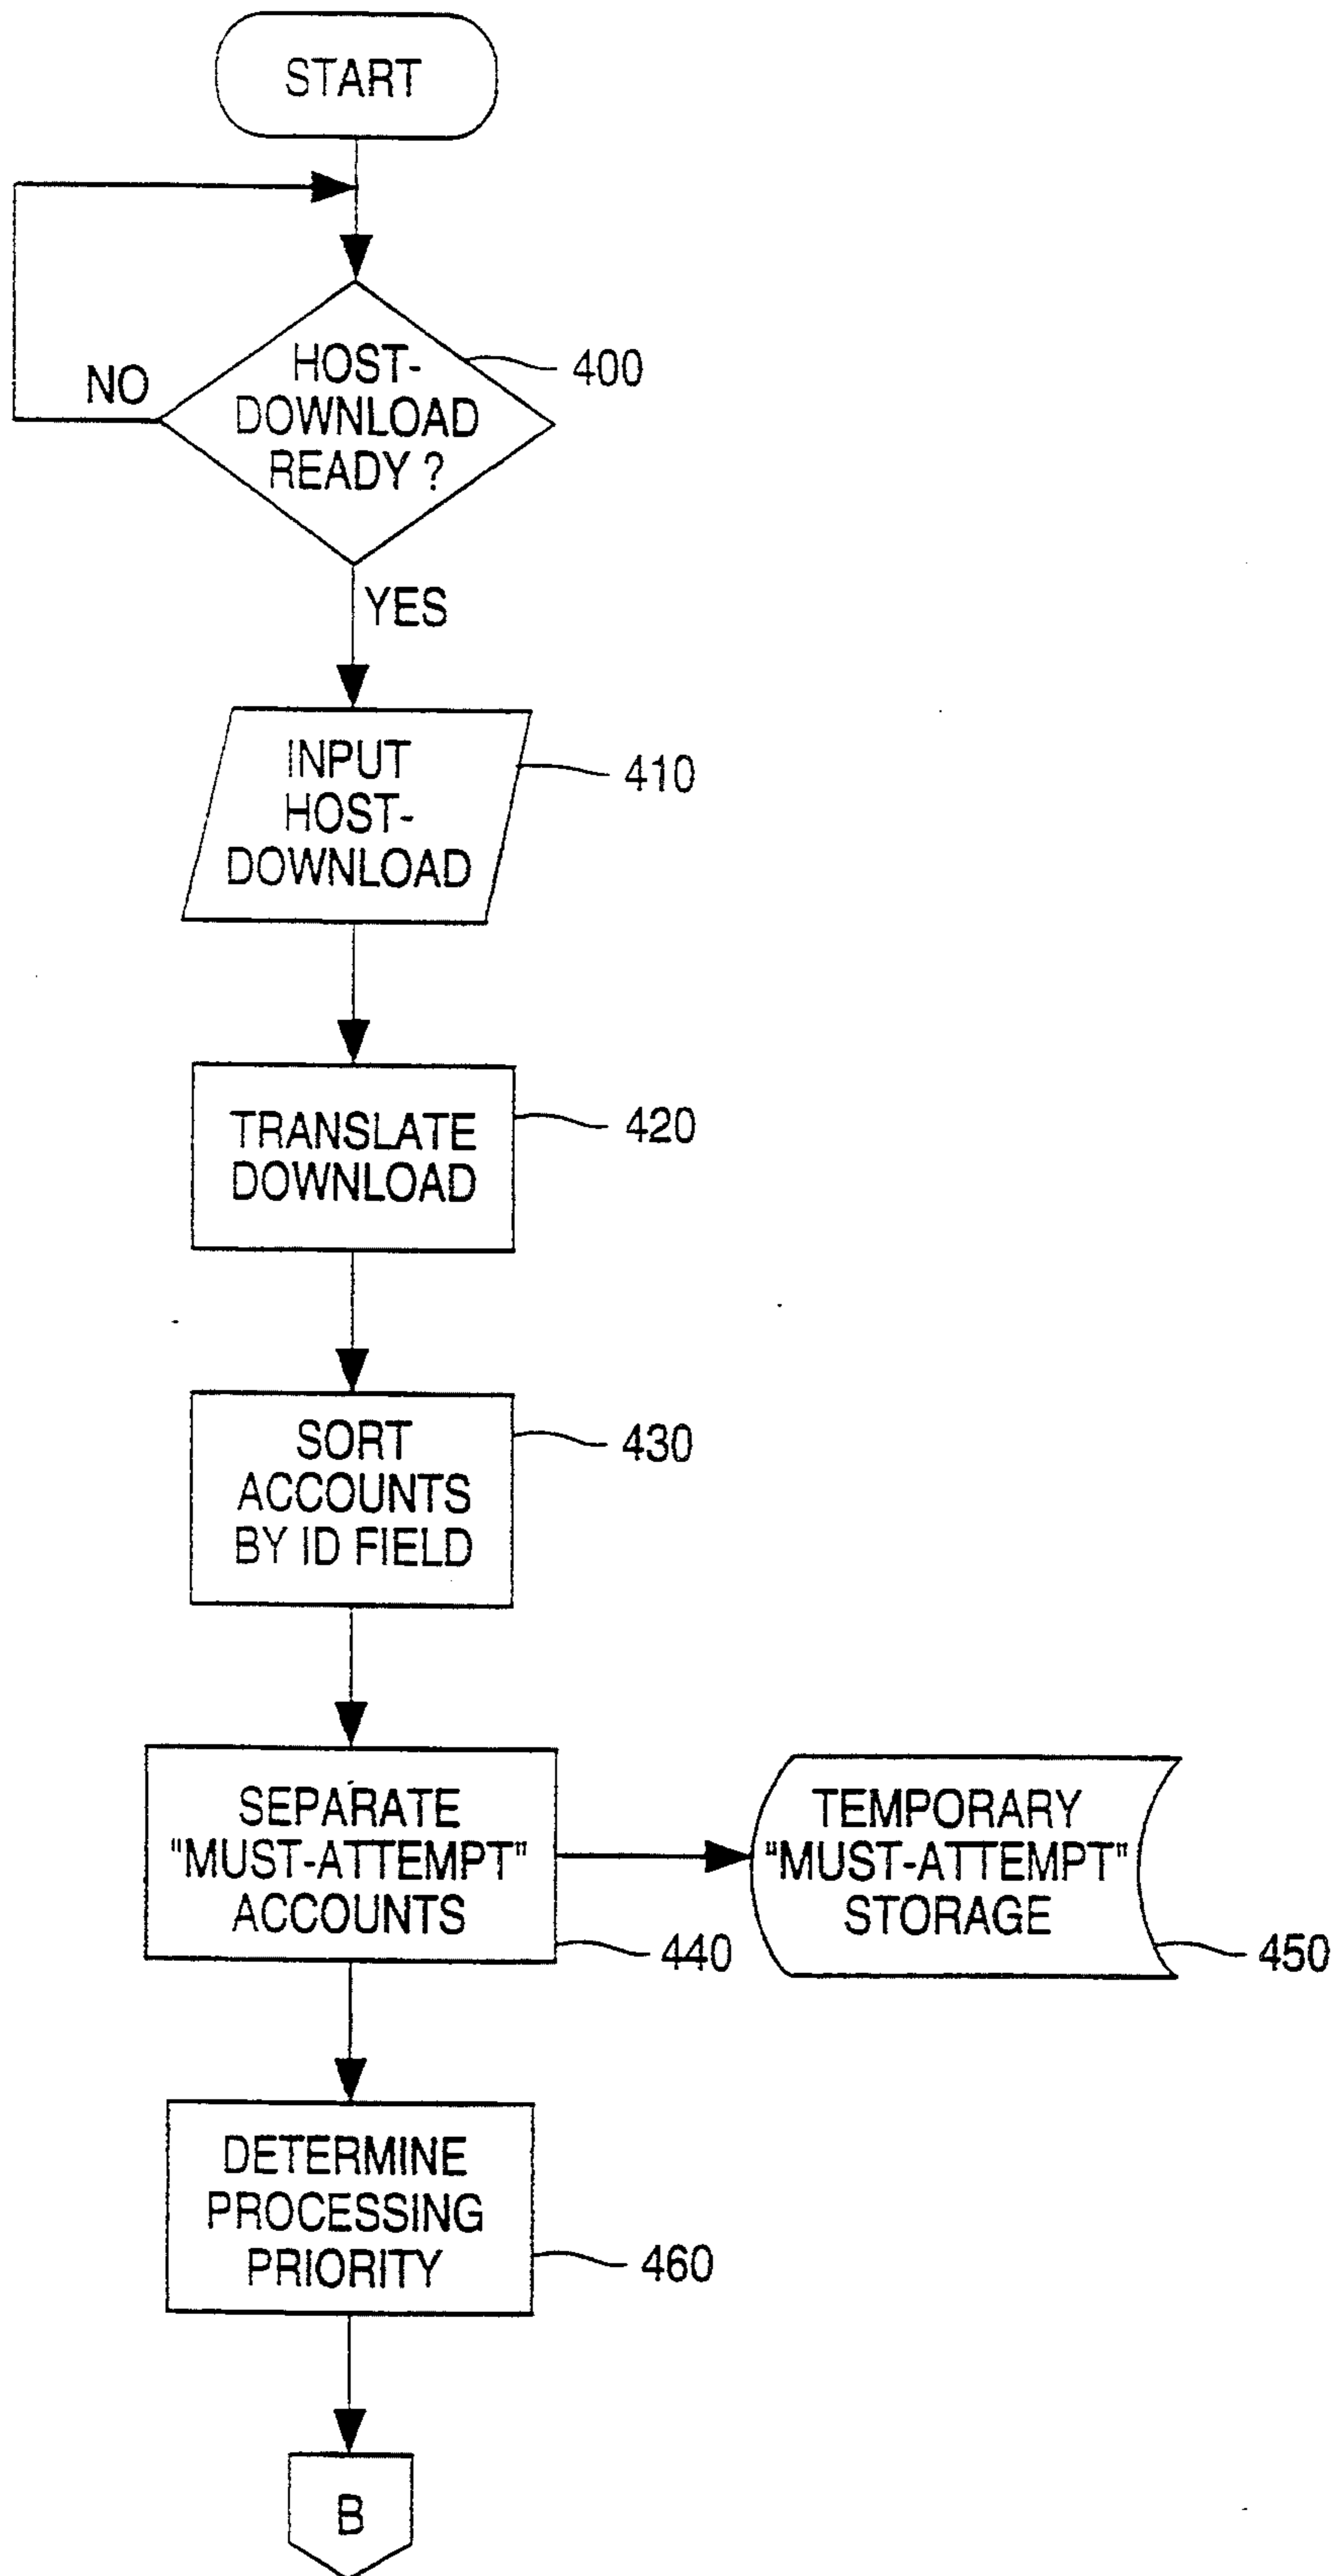 START
NO
HOST-
DOWNLOAD
READY ?
400
YES
INPUT
HOST-
DOWNLOAD
410
TRANSLATE
DOWNLOAD
420
SORT
ACCOUNTS
BY ID FIELD
430
SEPARATE
"MUST-ATTEMPT"
ACCOUNTS
440
TEMPORARY
"MUST-ATTEMPT"
STORAGE
450
DETERMINE
PROCESSING
PRIORITY
460
B